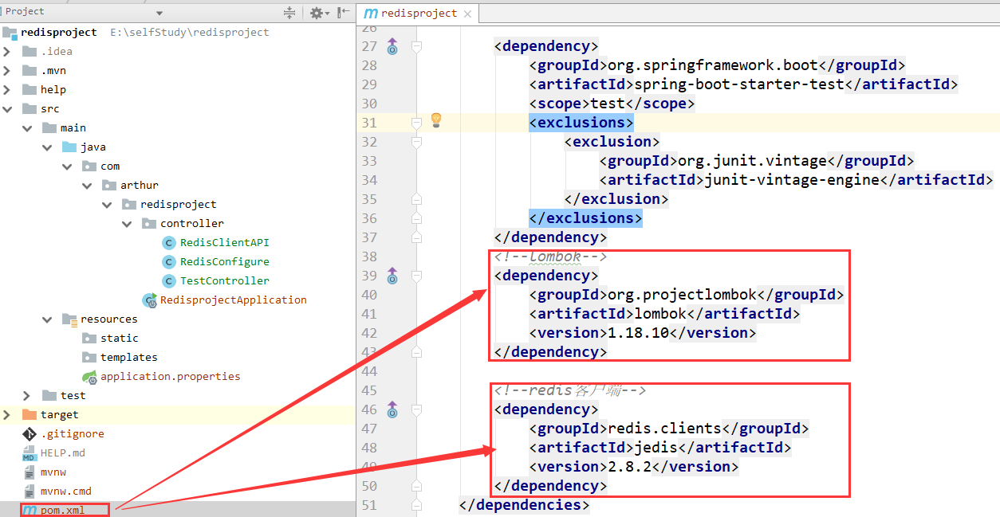 Project
redisproject E:\selfStudy\redisproject
.idea
.mvn
help
src
main
java
com
arthur
redisproject
controller
RedisClientAPI
RedisConfigure
TestController
RedisprojectApplication
resources
static
templates
application.properties
test
target
.gitignore
HELP.md
mvnw
mvnw.cmd
pom.xml
redisproject
26
27 <dependency>
28 <groupId>org.springframework.boot</groupId>
29 <artifactId>spring-boot-starter-test</artifactId>
30 <scope>test</scope>
31 <exclusions>
32 <exclusion>
33 <groupId>org.junit.vintage</groupId>
34 <artifactId>junit-vintage-engine</artifactId>
35 </exclusion>
36 </exclusions>
37 </dependency>
38 <!--lombok-->
39 <dependency>
40 <groupId>org.projectlombok</groupId>
41 <artifactId>lombok</artifactId>
42 <version>1.18.10</version>
43 </dependency>
44
45 <!--redis客户端-->
46 <dependency>
47 <groupId>redis.clients</groupId>
48 <artifactId>jedis</artifactId>
49 <version>2.8.2</version>
50 </dependency>
51 </dependencies>